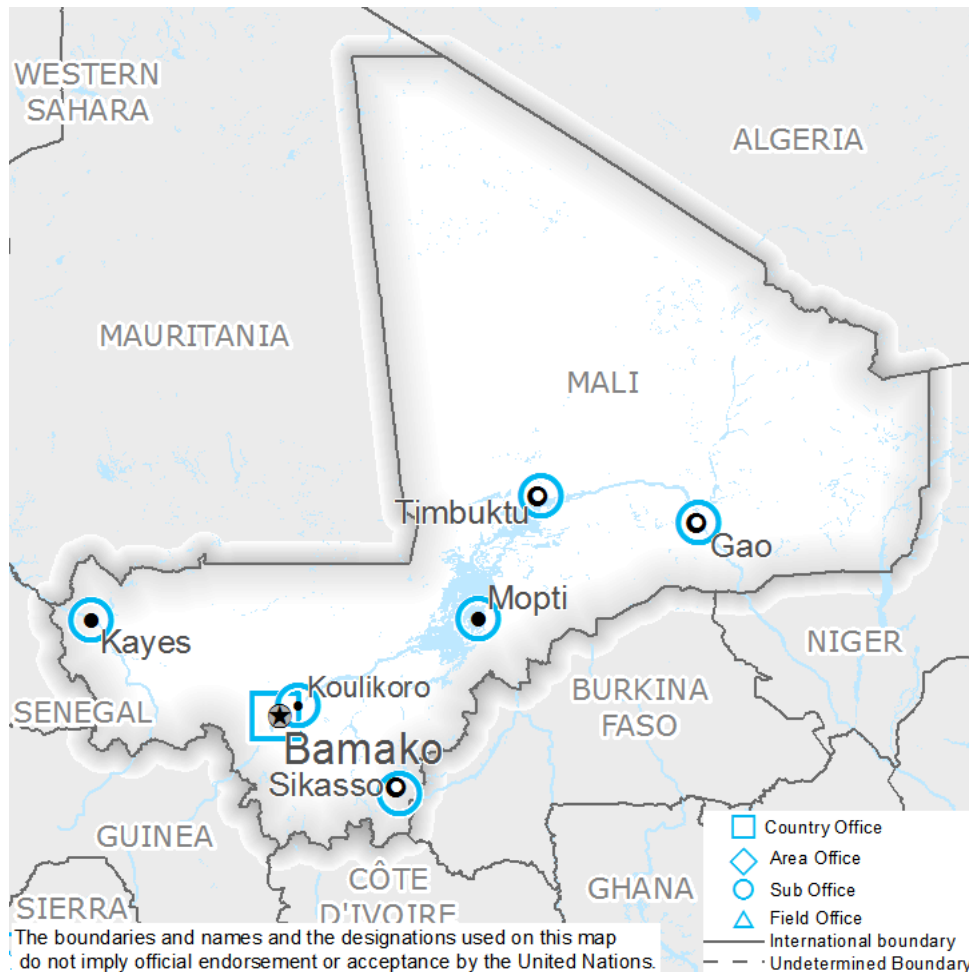 WESTERN
SAHARA
ALGERIA
MAURITANIA
MALI
Timbuktu
Gao
Mopti
Kayes
NIGER
Koulikoro
BURKINA
FASO
SENEGAL
Bamako
Sikasso
GUINEA
CÔTE
D'IVOIRE
GHANA
SIERRA
Country Office
Area Office
Sub Office
Field Office
International boundary
Undetermined Boundary
The boundaries and names and the designations used on this map
do not imply official endorsement or acceptance by the United Nations.